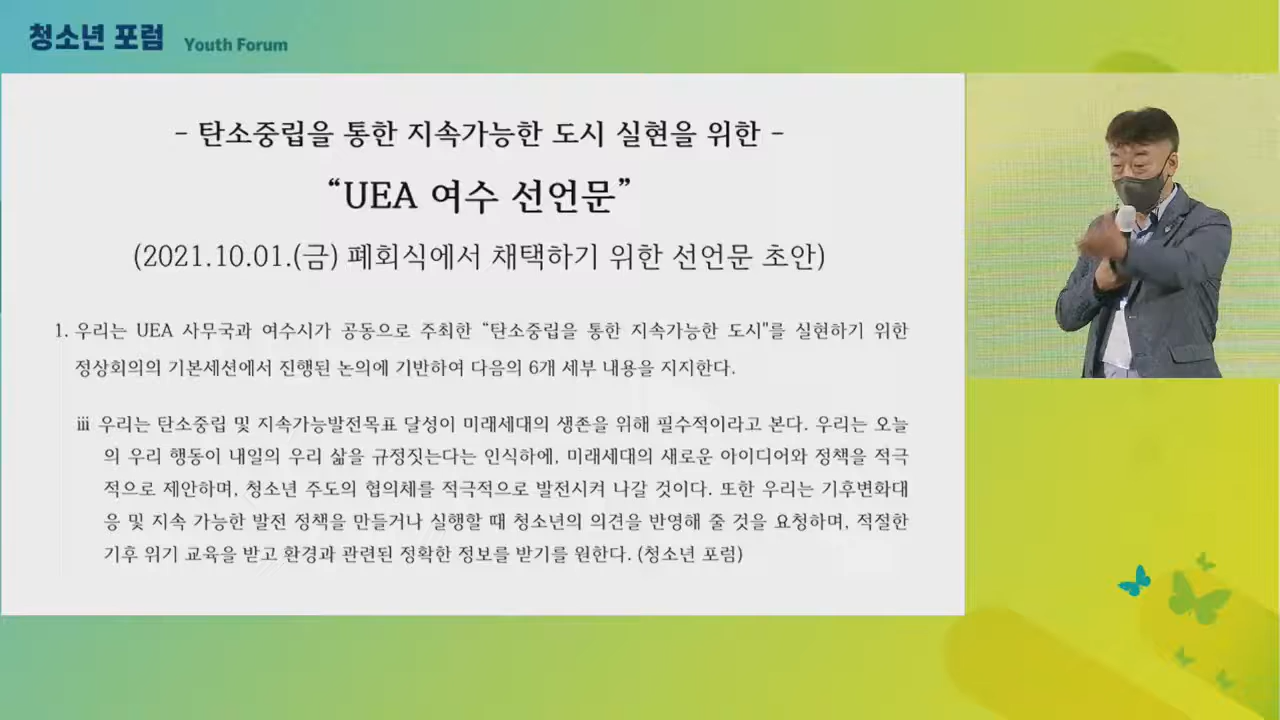 청소년 포럼 Youth Forum
- 탄소중립을 통한 지속가능한 도시 실현을 위한 -
“UEA 여수 선언문”
(2021.10.01.(금) 폐회식에서 채택하기 위한 선언문 초안)
1. 우리는 UEA 사무국과 여수시가 공동으로 주최한 “탄소중립을 통한 지속가능한 도시"를 실현하기 위한
정상회의의 기본세션에서 진행된 논의에 기반하여 다음의 6개 세부 내용을 지지한다.
ⅲ 우리는 탄소중립 및 지속가능발전목표 달성이 미래세대의 생존을 위해 필수적이라고 본다. 우리는 오늘
의 우리 행동이 내일의 우리 삶을 규정짓는다는 인식하에, 미래세대의 새로운 아이디어와 정책을 적극
적으로 제안하며, 청소년 주도의 협의체를 적극적으로 발전시켜 나갈 것이다. 또한 우리는 기후변화대
응 및 지속 가능한 발전 정책을 만들거나 실행할 때 청소년의 의견을 반영해 줄 것을 요청하며, 적절한
기후 위기 교육을 받고 환경과 관련된 정확한 정보를 받기를 원한다. (청소년 포럼)